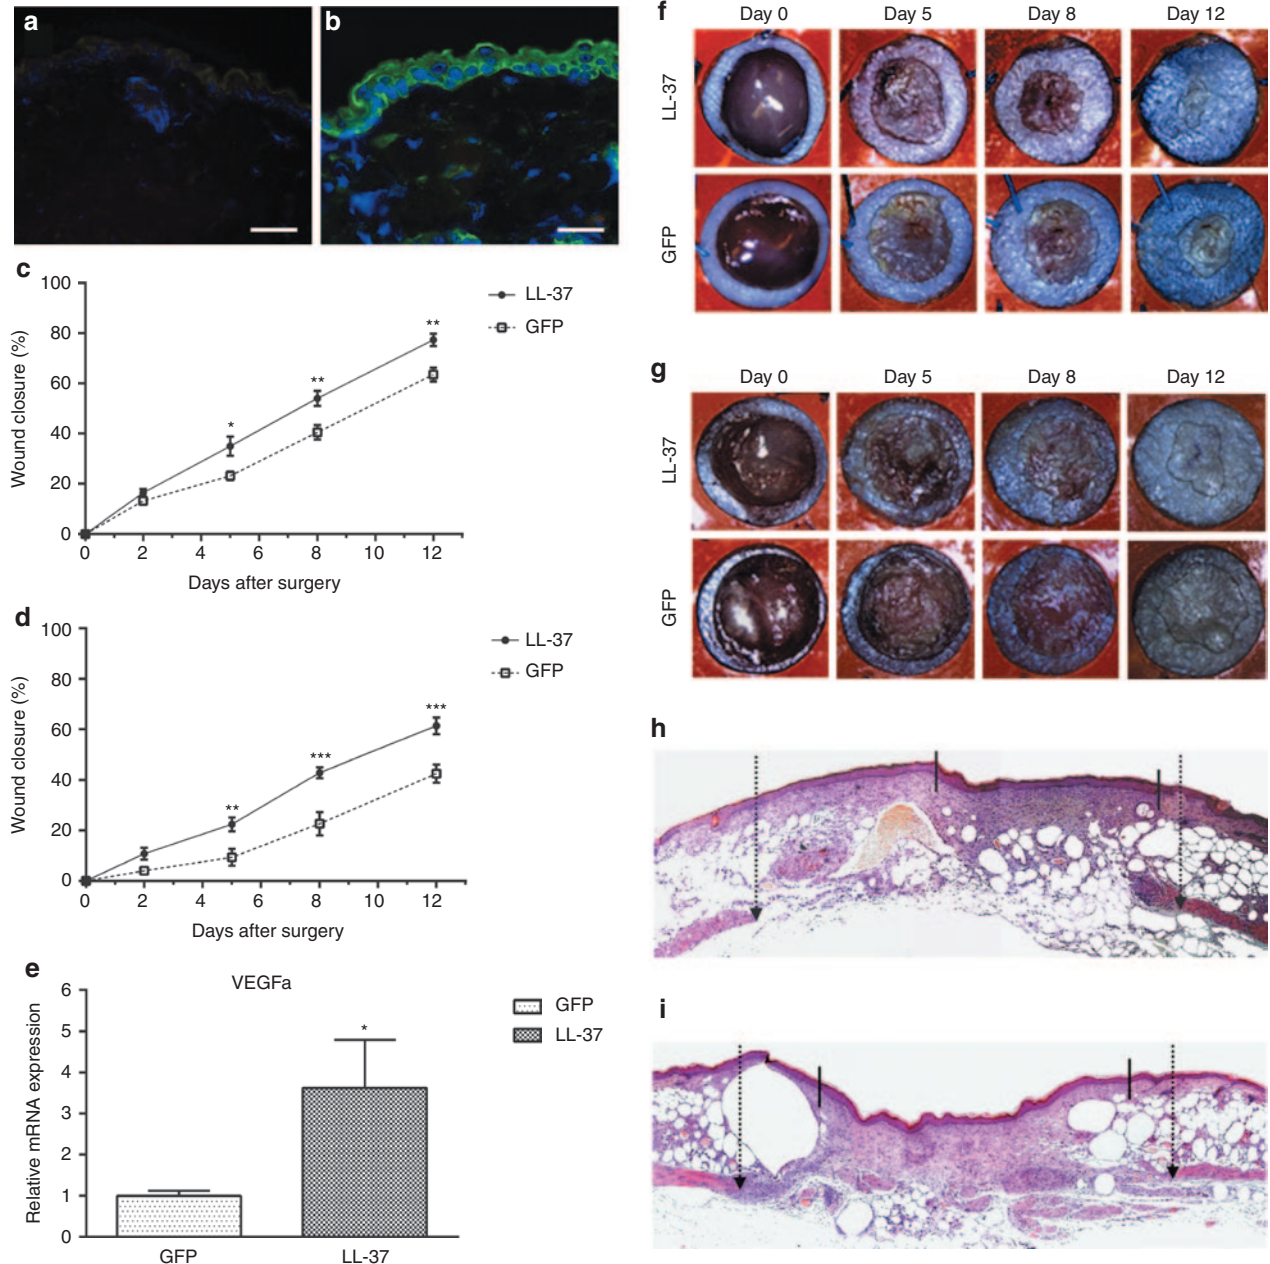 a
b
c
100
80
60
40
20
0
Wound closure (%)
*
**
**
LL-37
GFP
0 2 4 6 8 10 12
Days after surgery
d
100
80
60
40
20
0
Wound closure (%)
**
***
***
LL-37
GFP
0 2 4 6 8 10 12
Days after surgery
e
VEGFa
6
5
4
3
2
1
0
Relative mRNA expression
*
GFP
LL-37
GFP LL-37
f
Day 0 Day 5 Day 8 Day 12
LL-37
GFP
g
Day 0 Day 5 Day 8 Day 12
LL-37
GFP
h
i